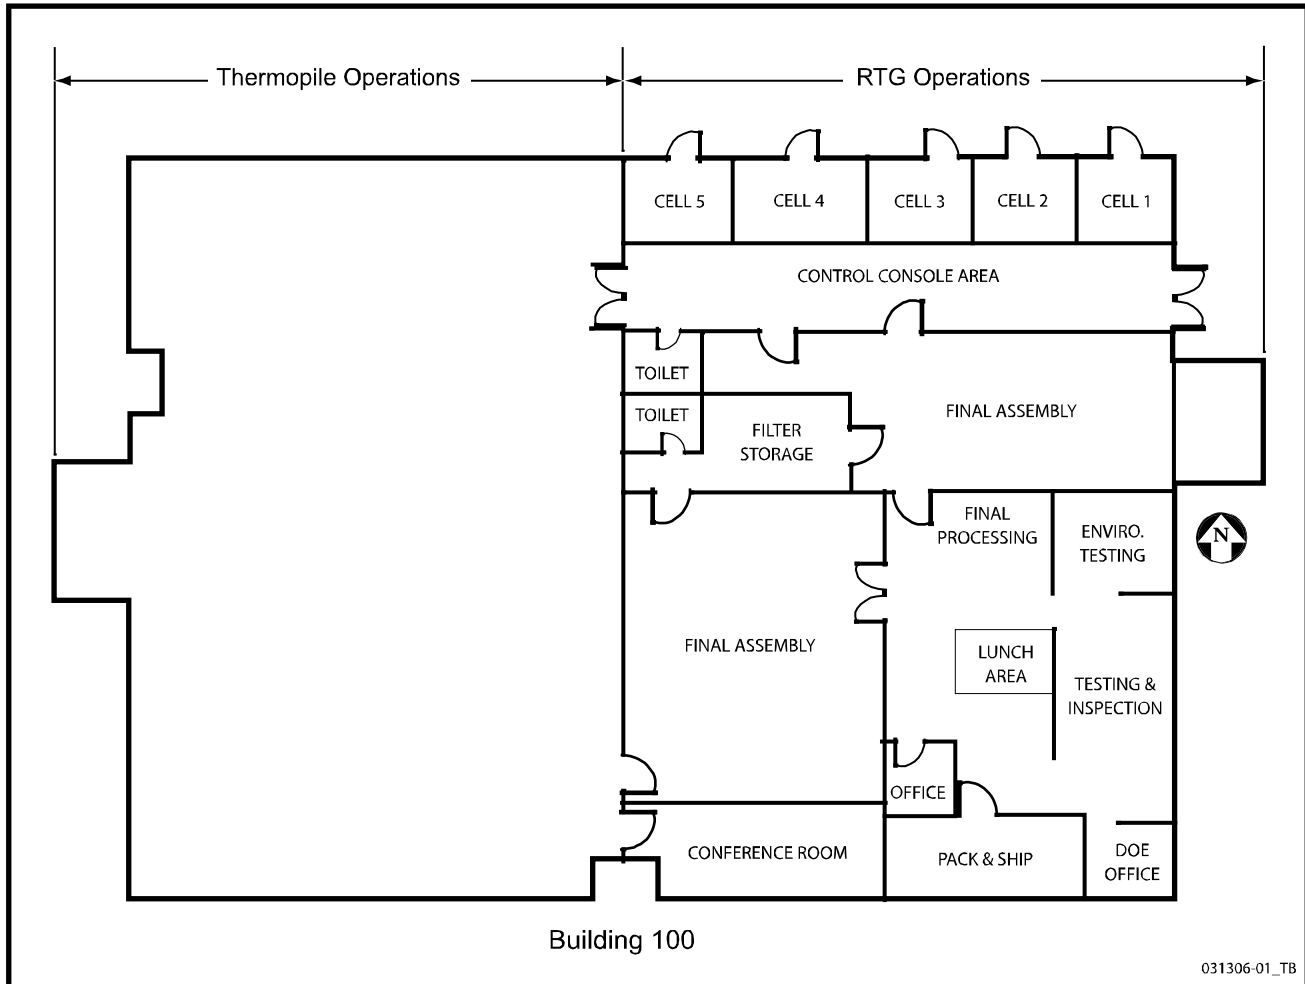 Thermopile Operations
RTG Operations
CELL 5
CELL 4
CELL 3
CELL 2
CELL 1
CONTROL CONSOLE AREA
TOILET
TOILET
FILTER
STORAGE
FINAL ASSEMBLY
FINAL
PROCESSING
ENVIRO.
TESTING
N
FINAL ASSEMBLY
LUNCH
AREA
TESTING &
INSPECTION
OFFICE
CONFERENCE ROOM
PACK & SHIP
DOE
OFFICE
Building 100
031306-01_TB